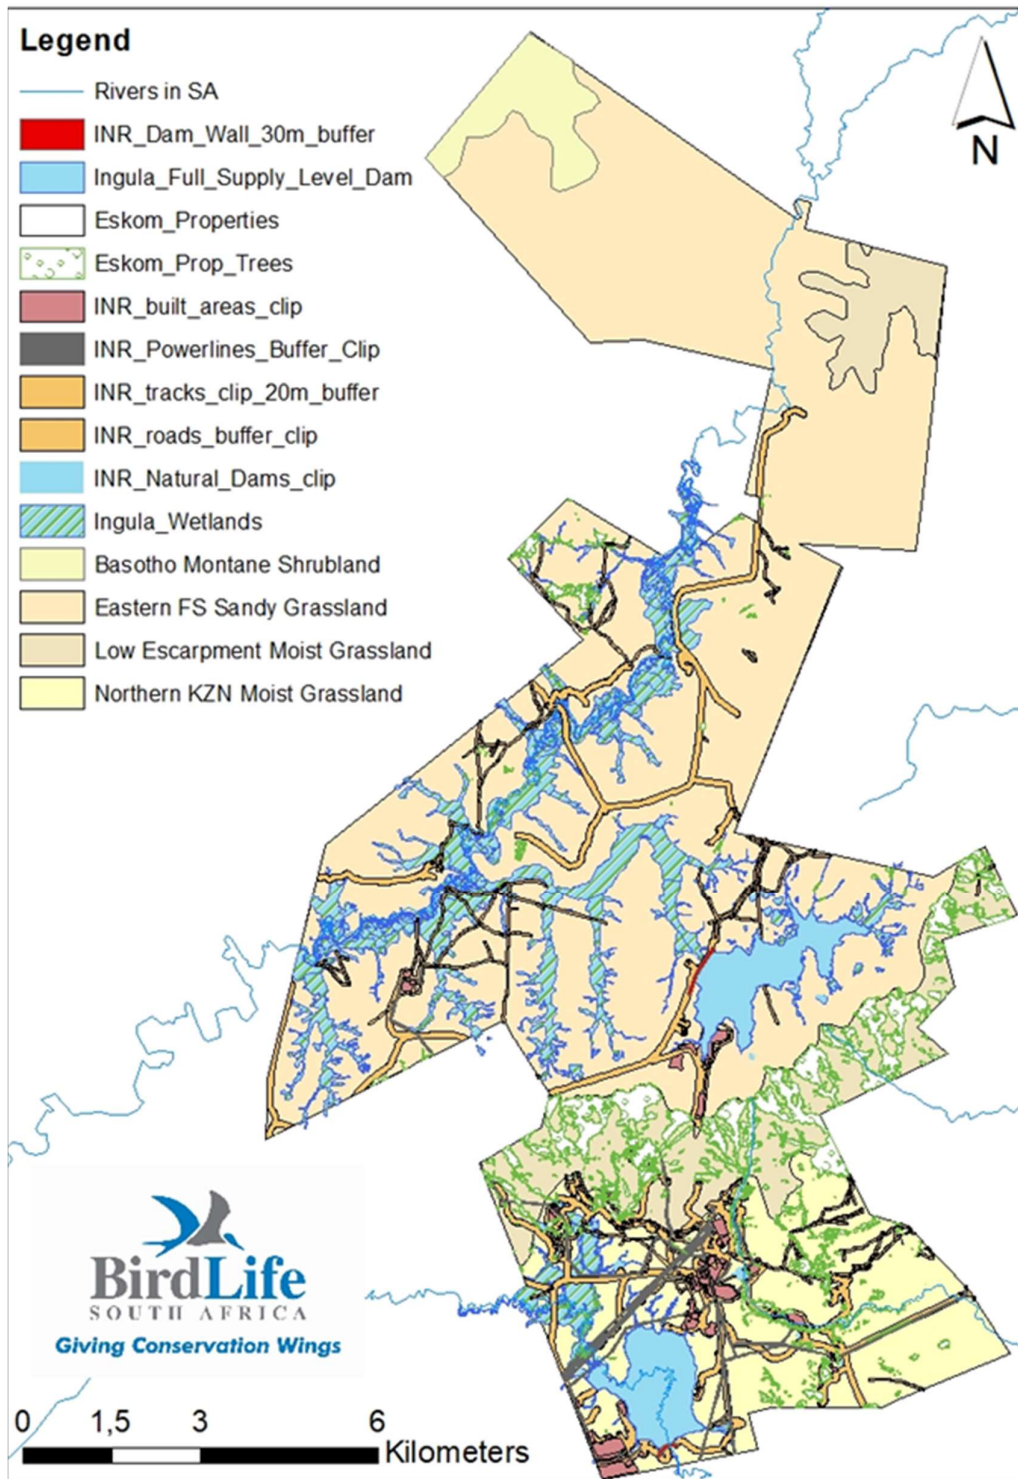 Legend
Rivers in SA
INR_Dam_Wall_30m_buffer
Ingula_Full_Supply_Level_Dam
Eskom_Properties
Eskom_Prop_Trees
INR_built_areas_clip
INR_Powerlines_Buffer_Clip
INR_tracks_clip_20m_buffer
INR_roads_buffer_clip
INR_Natural_Dams_clip
Ingula_Wetlands
Basotho Montane Shrubland
Eastern FS Sandy Grassland
Low Escarpment Moist Grassland
Northern KZN Moist Grassland
N
BirdLife
SOUTH AFRICA
Giving Conservation Wings
0 1,5 3 6
Kilometers